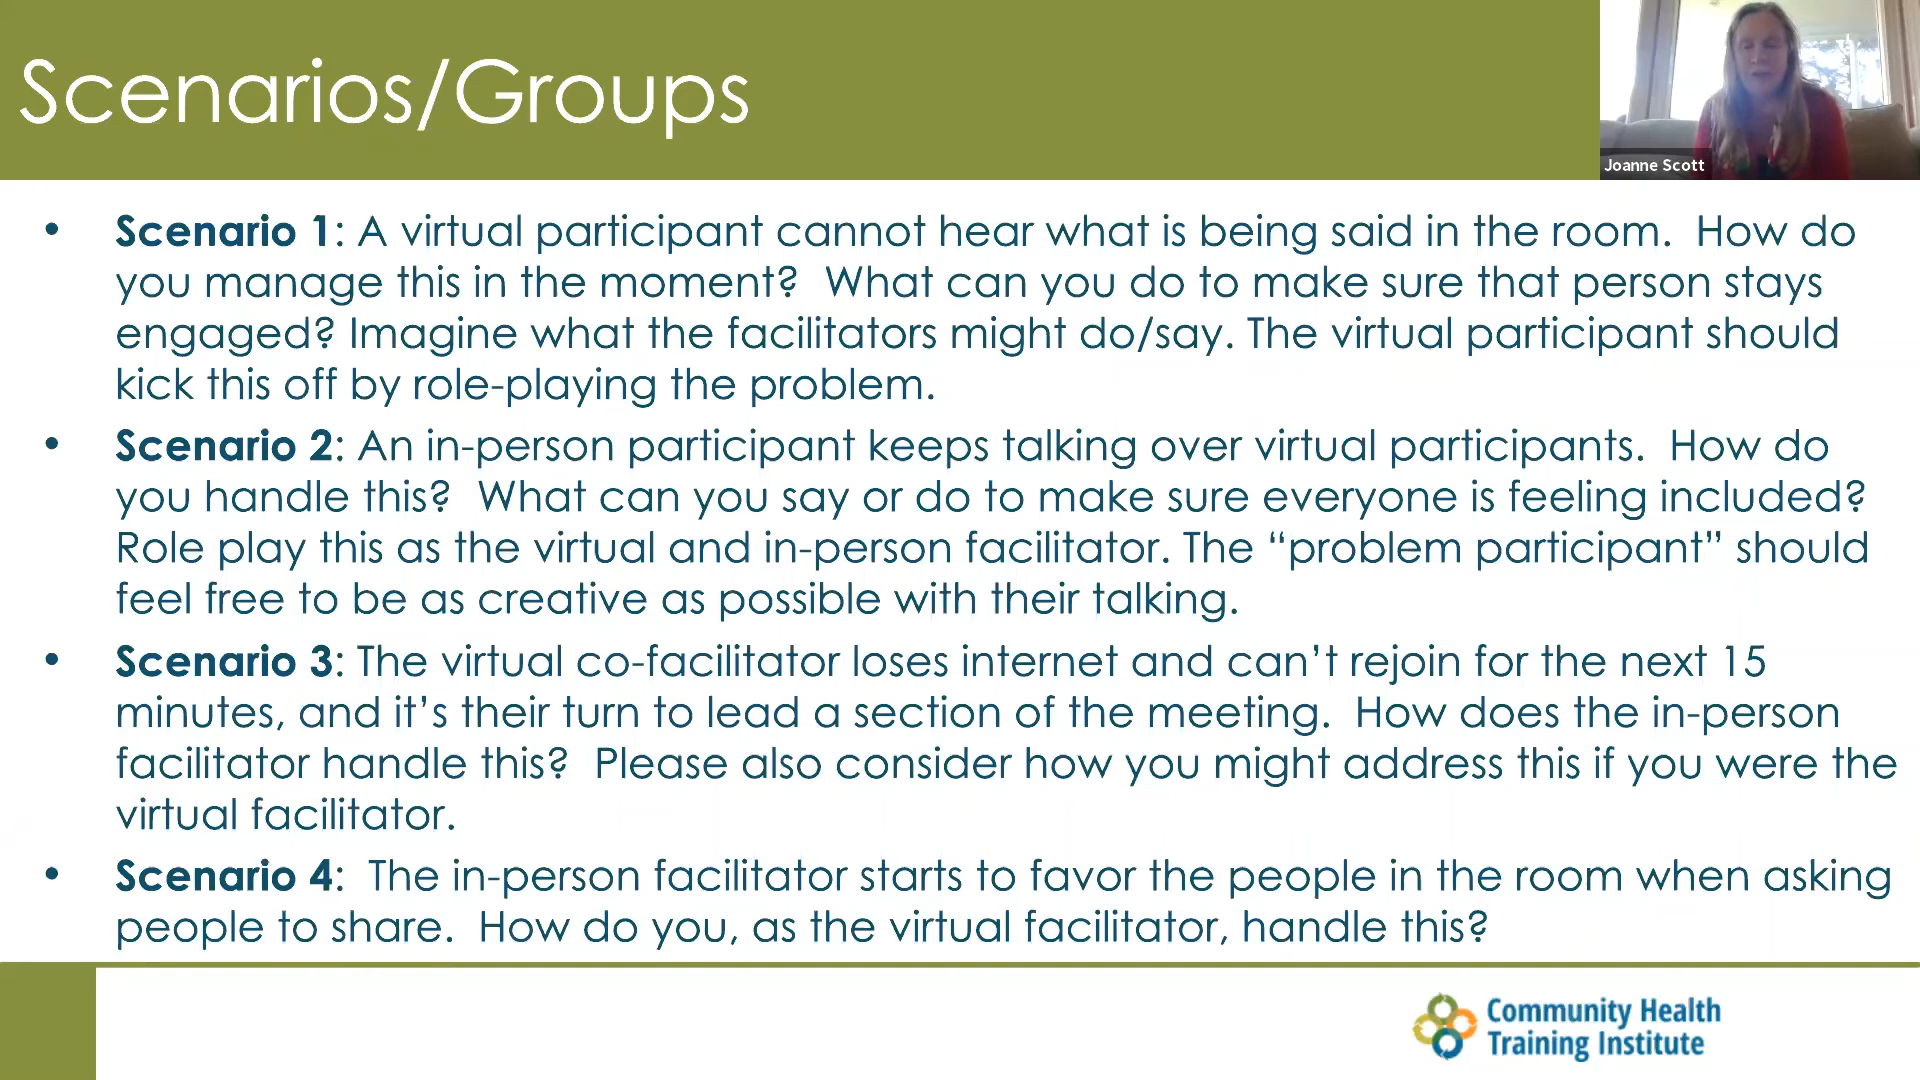 Scenarios/Groups
Joanne Scott
• Scenario 1: A virtual participant cannot hear what is being said in the room.  How do
you manage this in the moment?  What can you do to make sure that person stays
engaged? Imagine what the facilitators might do/say. The virtual participant should
kick this off by role-playing the problem.
• Scenario 2: An in-person participant keeps talking over virtual participants.  How do
you handle this?  What can you say or do to make sure everyone is feeling included?
Role play this as the virtual and in-person facilitator. The “problem participant” should
feel free to be as creative as possible with their talking.
• Scenario 3: The virtual co-facilitator loses internet and can’t rejoin for the next 15
minutes, and it’s their turn to lead a section of the meeting.  How does the in-person
facilitator handle this?  Please also consider how you might address this if you were the
virtual facilitator.
• Scenario 4:  The in-person facilitator starts to favor the people in the room when asking
people to share.  How do you, as the virtual facilitator, handle this?
Community Health
Training Institute